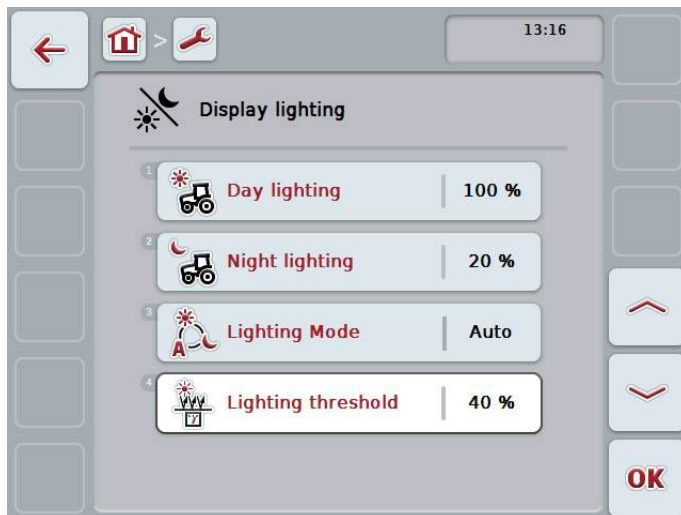 >
13:16
Display lighting
1
Day lighting 100 %
2
Night lighting 20 %
3
A
Lighting Mode Auto
4
Lighting threshold 40 %
OK